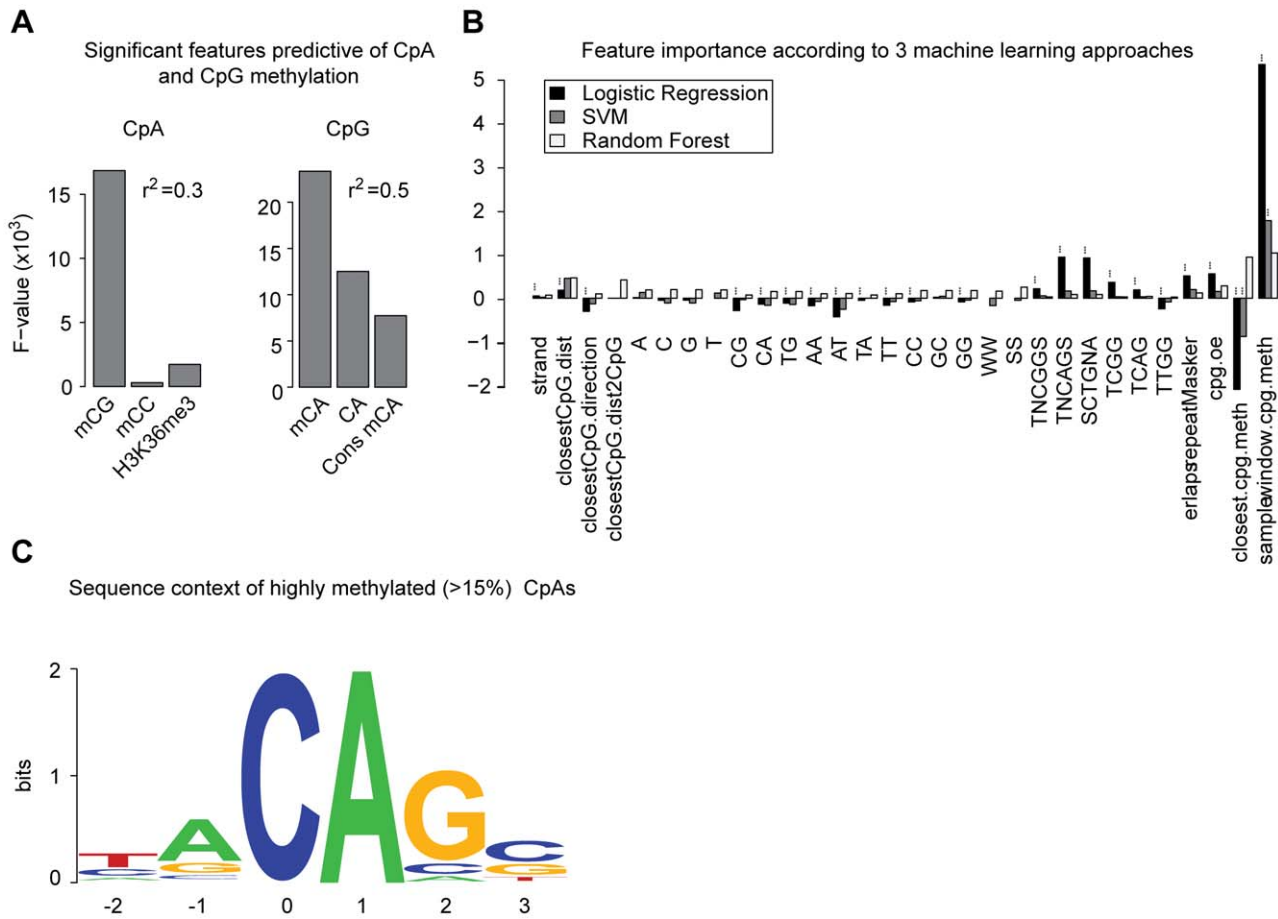 A
Significant features predictive of CpA
and CpG methylation
CpA
CpG
r2=0.3
r2=0.5
F-value (x103)
15
10
5
0
20
15
10
5
0
mCG
mCC
H3K36me3
mCA
CA
Cons mCA
B
Feature importance according to 3 machine learning approaches
Logistic Regression
SVM
Random Forest
5
4
3
2
1
0
−1
−2
strand
closestCpG.dist
closestCpG.direction
closestCpG.dist2CpG
A
C
G
T
CG
CA
TG
AA
AT
TA
TT
CC
GC
GG
WW
SS
TNCGGS
TNCAGS
SCTGNA
TCGG
TCAG
TTGG
erlapsrepeatMasker
cpg.oe
closest.cpg.meth
samplewindow.cpg.meth
C
Sequence context of highly methylated (>15%) CpAs
bits
2
1
0
T
C
A
A
G
C
C
A
G
C
A
C
G
T
-2 -1 0 1 2 3